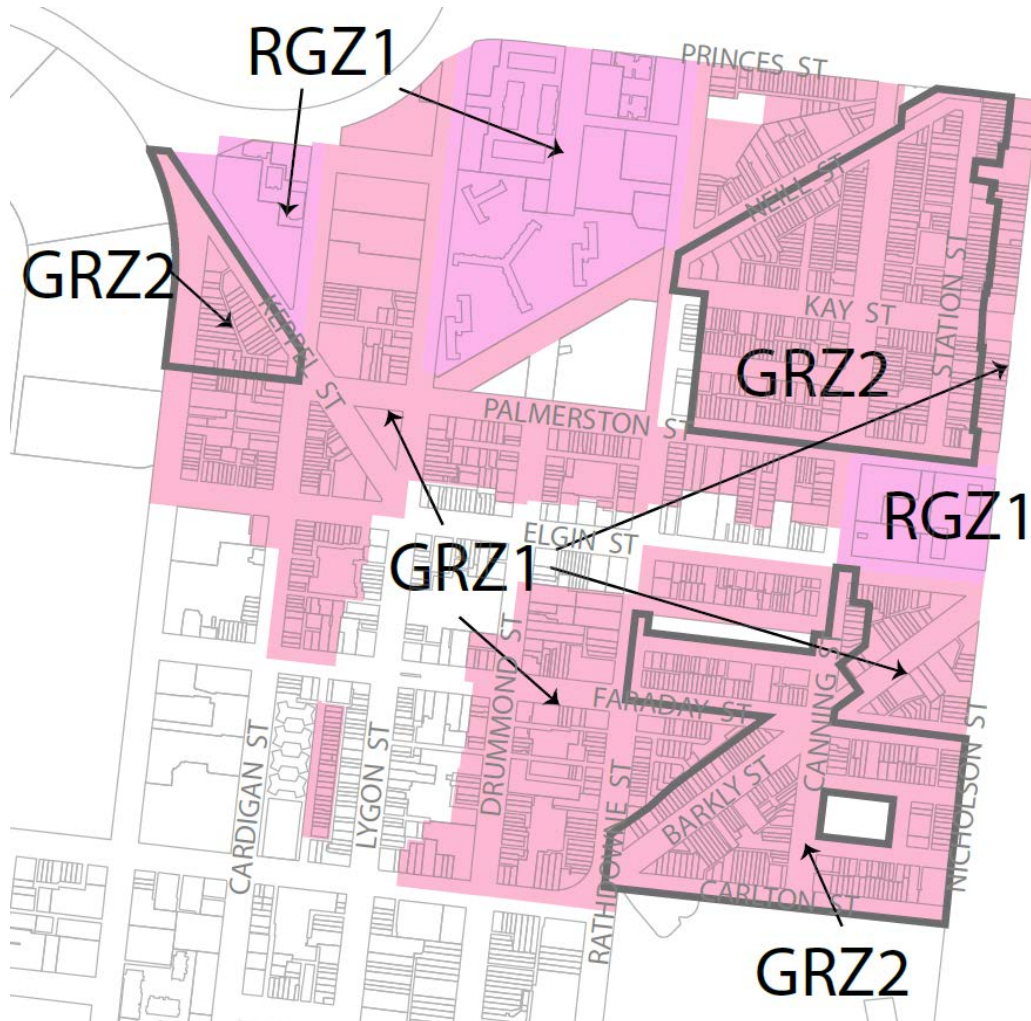 RGZ1
PRINCES ST
NEILL ST
GRZ2
KEPPEL ST
STATION ST
KAY ST
GRZ2
PALMERSTON ST
RGZ1
ELGIN ST
GRZ1
DRUMMOND ST
FARADAY ST
CANNING ST
CARDIGAN ST
LYGON ST
RATHDOWNE ST
BARKLY ST
NICHOLSON ST
CARLTON ST
GRZ2